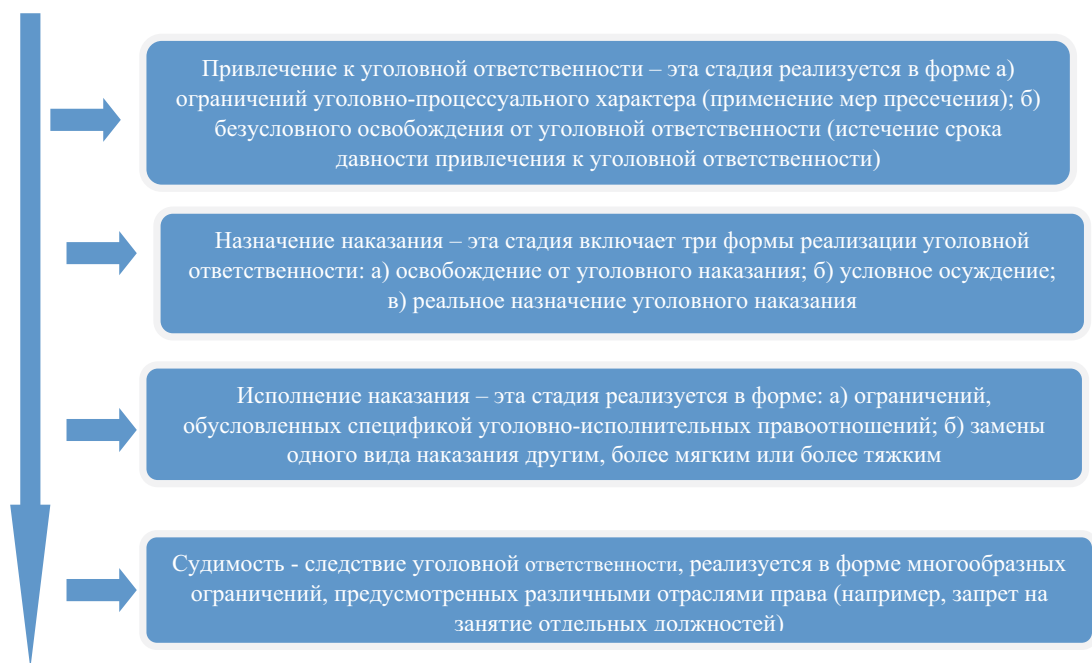 Привлечение к уголовной ответственности – эта стадия реализуется в форме а)
ограничений уголовно-процессуального характера (применение мер пресечения); б)
безусловного освобождения от уголовной ответственности (истечение срока
давности привлечения к уголовной ответственности)
Назначение наказания – эта стадия включает три формы реализации уголовной
ответственности: а) освобождение от уголовного наказания; б) условное осуждение;
в) реальное назначение уголовного наказания
Исполнение наказания – эта стадия реализуется в форме: а) ограничений,
обусловленных спецификой уголовно-исполнительных правоотношений; б) замены
одного вида наказания другим, более мягким или более тяжким
Судимость - следствие уголовной ответственности, реализуется в форме многообразных
ограничений, предусмотренных различными отраслями права (например, запрет на
занятие отдельных должностей)